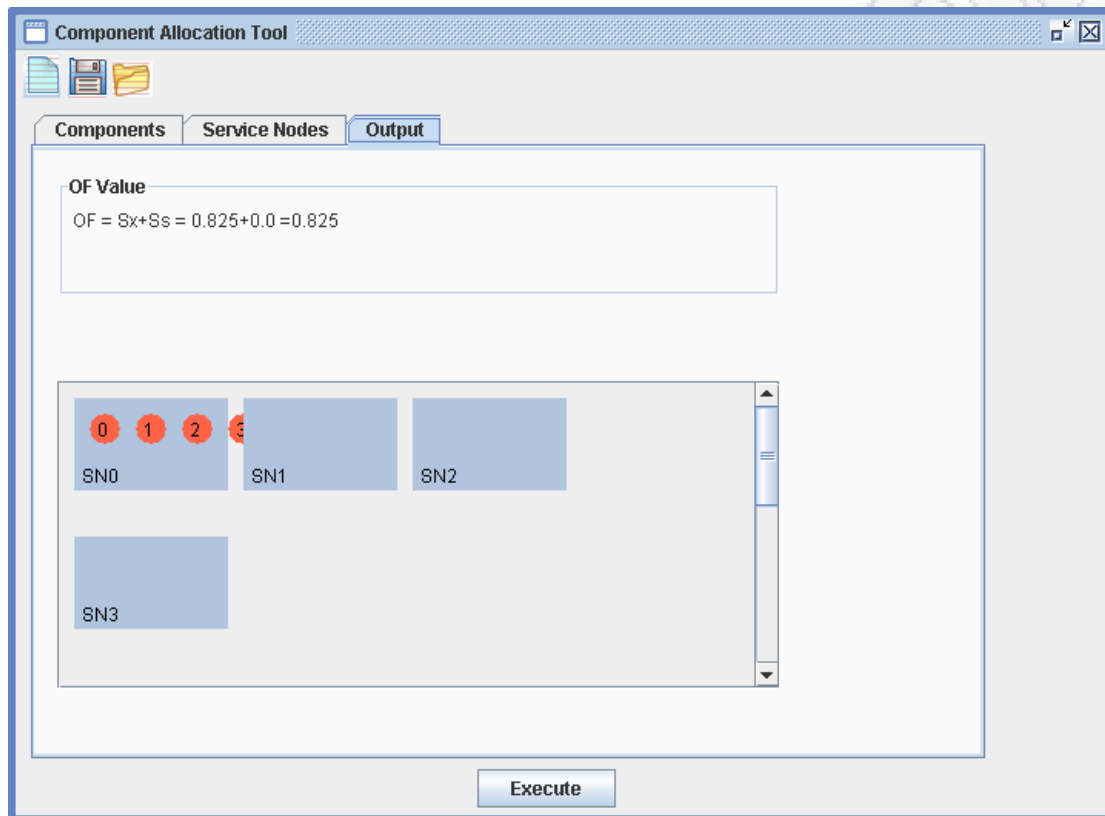 Component Allocation Tool
Components Service Nodes Output
OF Value
OF = Sx+Ss = 0.825+0.0 =0.825
0 1 2 3
SN0 SN1 SN2
SN3
Execute